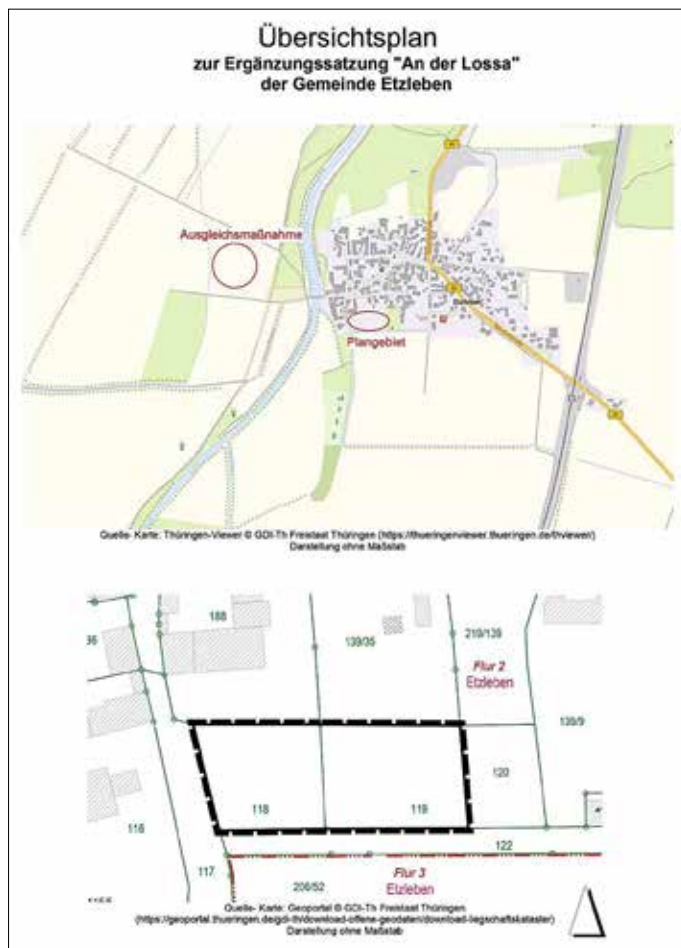 Übersichtsplan
zur Ergänzungssatzung "An der Lossa"
der Gemeinde Etzleben
Ausgleichsmaßnahme
Plangebiet
Quelle- Karte: Thüringen-Viewer © GDI-Th Freistaat Thüringen (https://thueringenviewer.thueringen.de/thviewer/)
Darstellung ohne Maßstab
188
139/35
219/139
Flur 2
Etzleben
139/9
120
118
119
116
122
117
Flur 3
Etzleben
206/52
Quelle- Karte: Geoportal © GDI-Th Freistaat Thüringen
(https://geoportal.thueringen.de/gdi-th/download-offene-geodaten/download-liegschaftskataster)
Darstellung ohne Maßstab